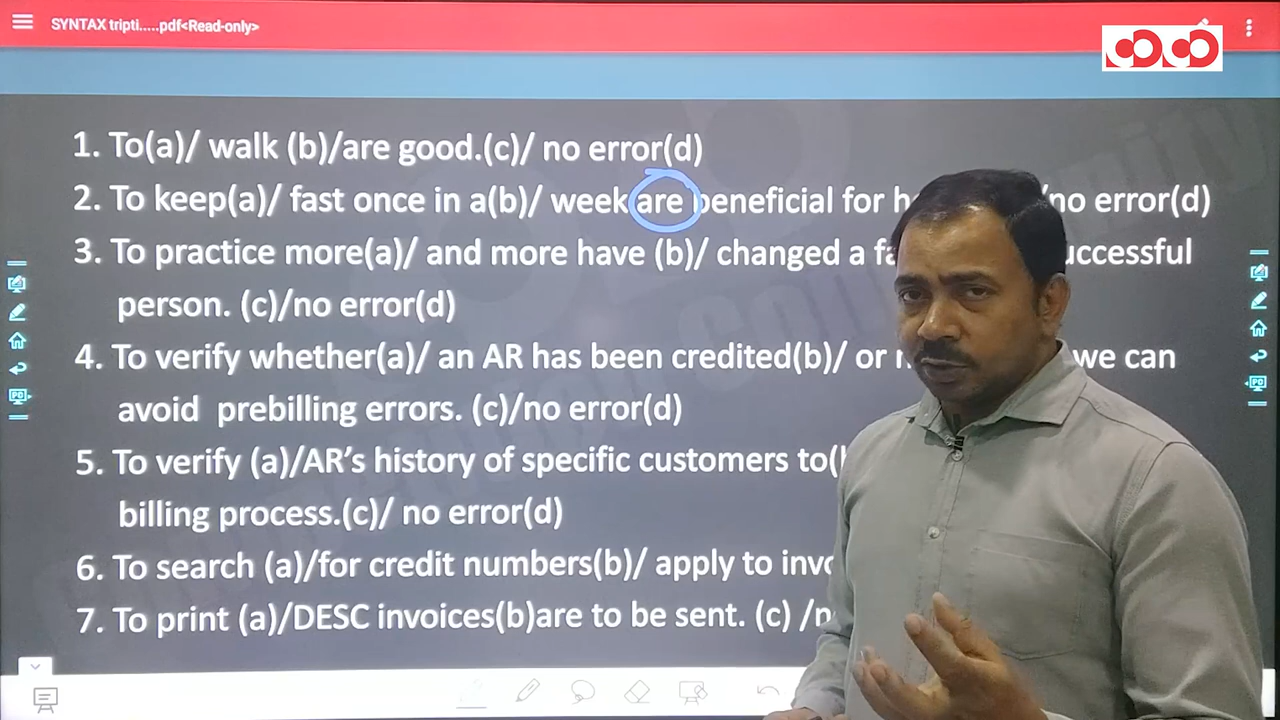 SYNTAX tripti.....pdf<Read-only>
1. To(a)/ walk (b)/are good.(c)/ no error(d)
2. To keep(a)/ fast once in a(b)/ week are beneficial for /no error(d)
3. To practice more(a)/ and more have (b)/ changed a
person. (c)/no error(d)
4. To verify whether(a)/ an AR has been credited(b)/ or we can
avoid prebilling errors. (c)/no error(d)
5. To verify (a)/AR's history of specific customers to(
billing process.(c)/ no error(d)
6. To search (a)/for credit numbers(b)/ apply to
7. To print (a)/DESC invoices(b)are to be sent. (c) /